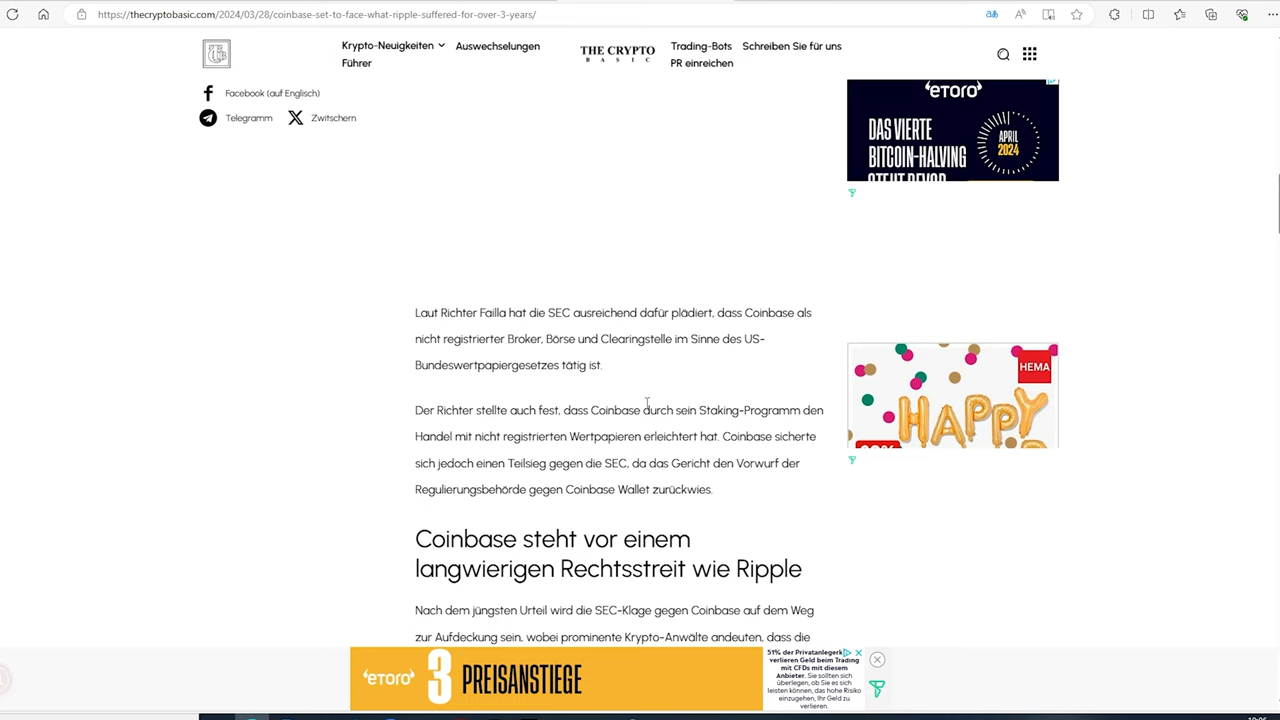 https://thecryptobasic.com/2024/03/28/coinbase-set-to-face-what-ripple-suffered-for-over-3-years/
Krypto-Neuigkeiten
Auswechselungen
THE CRYPTO
BASIC
Trading-Bots
Schreiben Sie für uns
Führer
PR einreichen
Facebook (auf Englisch)
Telegramm
Zwitschern
eTORO
DAS VIERTE
BITCOIN-HALVING
STEHT BEVOR
APRIL
2024
Laut Richter Failla hat die SEC ausreichend dafür plädiert, dass Coinbase als
nicht registrierter Broker, Börse und Clearingstelle im Sinne des US-
Bundeswertpapiergesetzes tätig ist.
HEMA
HAPPY
Der Richter stellte auch fest, dass Coinbase durch sein Staking-Programm den
Handel mit nicht registrierten Wertpapieren erleichtert hat. Coinbase sicherte
sich jedoch einen Teilsieg gegen die SEC, da das Gericht den Vorwurf der
Regulierungsbehörde gegen Coinbase Wallet zurückwies.
Coinbase steht vor einem
langwierigen Rechtsstreit wie Ripple
Nach dem jüngsten Urteil wird die SEC-Klage gegen Coinbase auf dem Weg
zur Aufdeckung sein, wobei prominente Krypto-Anwälte andeuten, dass die
eTORO
3 PREISANSTIEGE
51% der Privatanlegerk
verlieren Geld beim Trading
mit CFDs mit diesem
Anbieter. Sie sollten sich
überlegen, ob Sie es sich
leisten können, das hohe Risiko
einzugehen, Ihr Geld zu
verlieren.